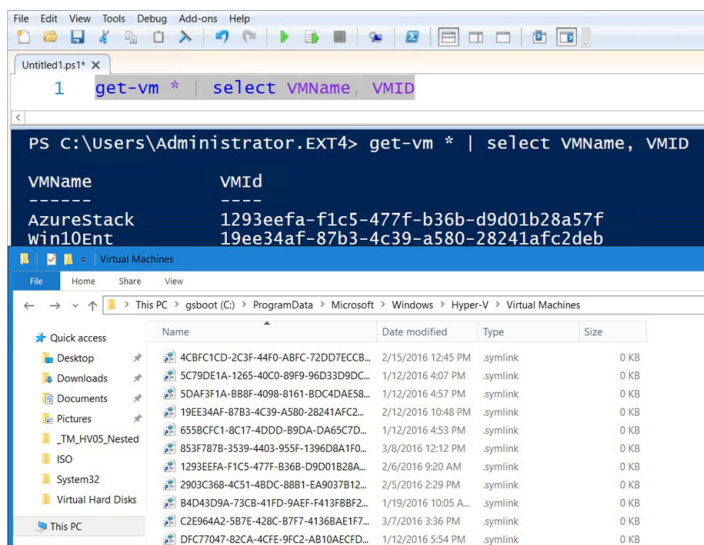 File Edit View Tools Debug Add-ons Help
Untitled1.ps1* X
1 get-vm * | select VMName, VMID
PS C:\Users\Administrator.EXT4> get-vm * | select VMName, VMID
VMName VMId
------ ----
AzureStack 1293eefa-f1c5-477f-b36b-d9d01b28a57f
Win10Ent 19ee34af-87b3-4c39-a580-28241afc2deb
Virtual Machines
File Home Share View
This PC > gsboot (C:) > ProgramData > Microsoft > Windows > Hyper-V > Virtual Machines
Name Date modified Type Size
Quick access
Desktop
Downloads
Documents
Pictures
_TM_HV05_Nested
ISO
System32
Virtual Hard Disks
This PC
4CBFC1CD-2C3F-44F0-ABFC-72DD7ECCB... 2/15/2016 12:45 PM .symlink 0 KB
5C79DE1A-1265-40C0-89F9-96D33D9DC... 1/12/2016 4:07 PM .symlink 0 KB
5DAF3F1A-BB8F-4098-8161-BDC4DAE58... 1/12/2016 4:57 PM .symlink 0 KB
19EE34AF-87B3-4C39-A580-28241AFC2... 2/12/2016 10:48 PM .symlink 0 KB
655BCFC1-8C17-4DDD-B9DA-DA65C7D... 1/12/2016 4:53 PM .symlink 0 KB
853F787B-3539-4403-955F-1396D8A1F0... 3/8/2016 12:12 PM .symlink 0 KB
1293EEFA-F1C5-477F-B36B-D9D01B28A... 2/6/2016 9:20 AM .symlink 0 KB
2903C368-4C51-4BDC-88B1-EA9037B12... 2/5/2016 2:29 PM .symlink 0 KB
B4D43D9A-73CB-41FD-9AEF-F413FBBF2... 1/19/2016 10:05 A... .symlink 0 KB
C2E964A2-5B7E-428C-B7F7-4136BAE1F7... 3/7/2016 3:36 PM .symlink 0 KB
DFC77047-82CA-4CFE-9FC2-AB10AECFD... 1/12/2016 5:54 PM .symlink 0 KB